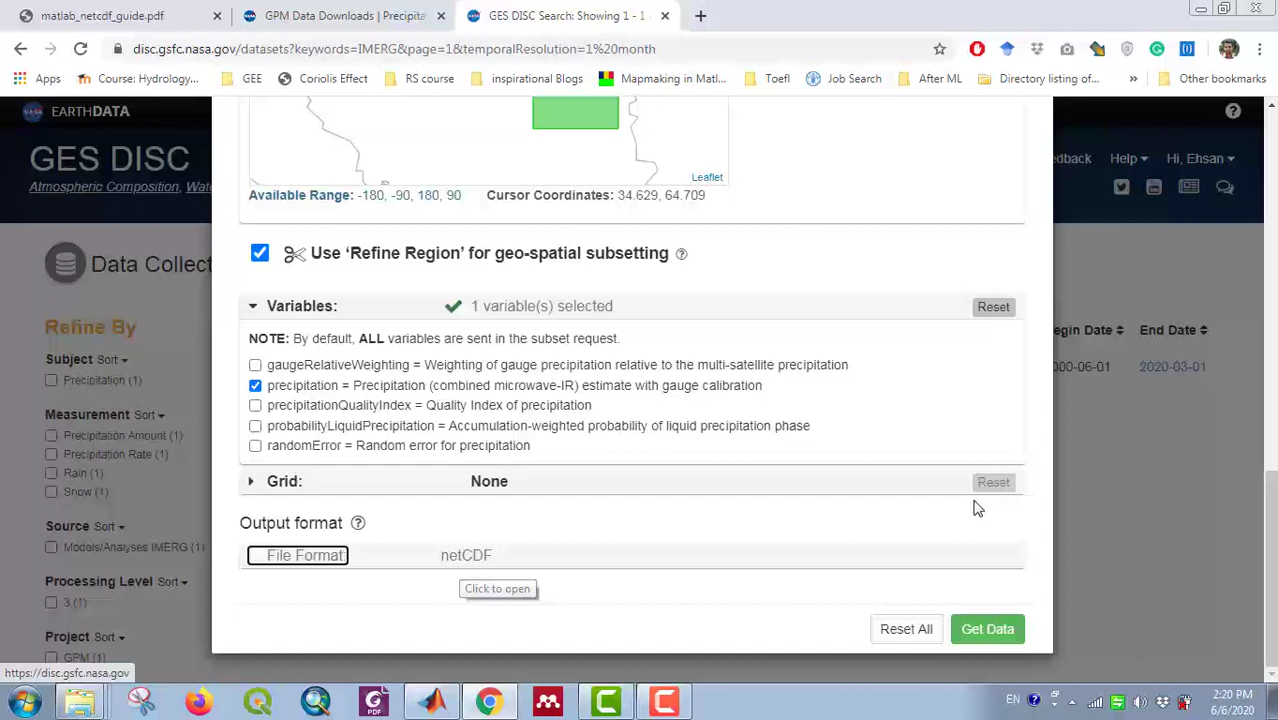 matlab_netcdf_guide.pdf
GPM Data Downloads | Precipita
GES DISC Search: Showing 1 - 1
disc.gsfc.nasa.gov/datasets?keywords=IMERG&page=1&temporalResolution=1%20month
Apps
Course: Hydrology...
GEE
Coriolis Effect
RS course
inspirational Blogs
Mapmaking in Matl...
Toefl
Job Search
After ML
Directory listing of...
Other bookmarks
EARTHDATA
GES DISC
Atmospheric Composition, Wate
edback
Help
Hi, Ehsan
Leaflet
Available Range: -180, -90, 180, 90
Cursor Coordinates: 34.629, 64.709
Data Collect
Use ‘Refine Region’ for geo-spatial subsetting
Refine By
Variables:
1 variable(s) selected
Reset
egin Date
End Date
NOTE: By default, ALL variables are sent in the subset request.
Subject Sort
gaugeRelativeWeighting = Weighting of gauge precipitation relative to the multi-satellite precipitation
000-06-01
2020-03-01
Precipitation (1)
precipitation = Precipitation (combined microwave-IR) estimate with gauge calibration
precipitationQualityIndex = Quality Index of precipitation
Measurement Sort
probabilityLiquidPrecipitation = Accumulation-weighted probability of liquid precipitation phase
Precipitation Amount (1)
randomError = Random error for precipitation
Precipitation Rate (1)
Rain (1)
Grid:
None
Reset
Snow (1)
Output format
Source Sort
Models/Analyses IMERG (1)
File Format:
netCDF
Processing Level Sort
Click to open
3 (1)
Reset All
Get Data
Project Sort
GPM (1)
https://disc.gsfc.nasa.gov
PDF
EN
2:20 PM
6/6/2020